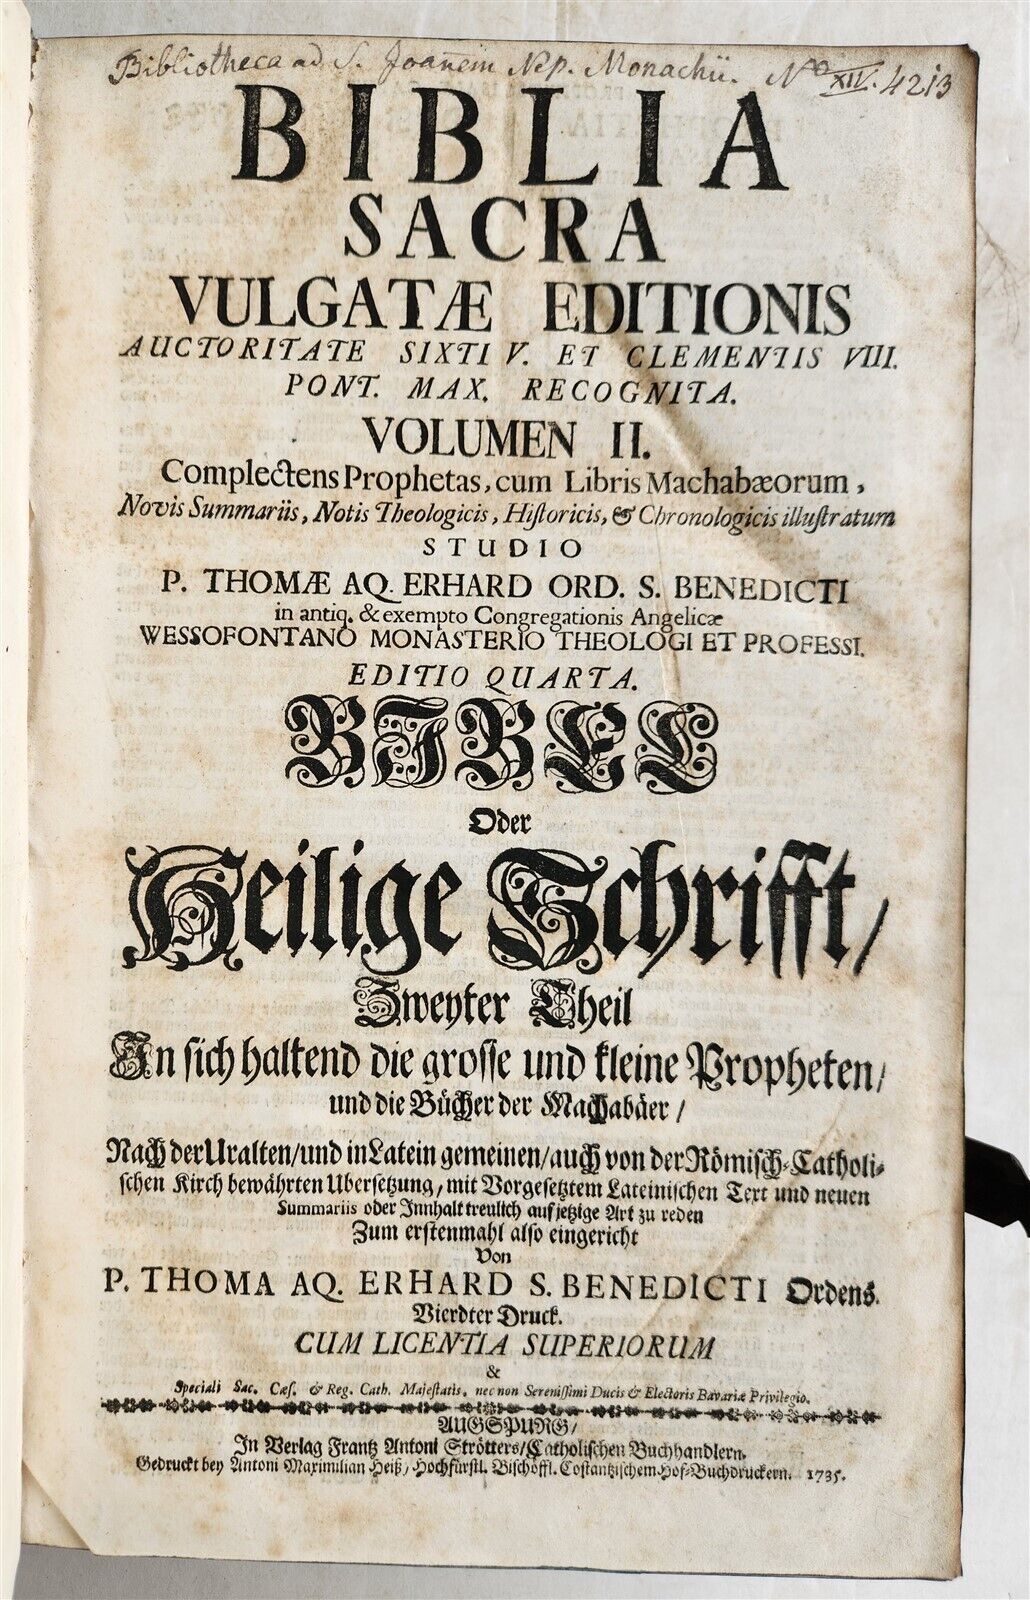 Bibliotheca ad S. Joan̄em Nep. Monachii. No XIV. 4213
BIBLIA
SACRA
VULGATÆ EDITIONIS
AUCTORITATE SIXTI V. ET CLEMENTIS VIII.
PONT. MAX. RECOGNITA.
VOLUMEN II.
Complectens Prophetas, cum Libris Machabæorum,
Novis Summariis, Notis Theologicis, Historicis, & Chronologicis illustratum
STUDIO
P. THOMÆ AQ. ERHARD ORD. S. BENEDICTI
in antiq. & exempto Congregationis Angelicæ
WESSOFONTANO MONASTERIO THEOLOGI ET PROFESSI.
EDITIO QUARTA.
BIBEL
Oder
Heilige Schrifft/
Zweyter Theil
In sich haltend die grosse und kleine Propheten/
und die Bücher der Machabäer/
Nach der Uralten/und in Latein gemeinen/auch von der Römisch-Catholi-
schen Kirch bewährten Ubersetzung, mit Vorgesetztem Lateinischen Text und neuen
Summariis oder Innhalt treulich auf jetzige Art zu reden
Zum erstenmahl also eingericht
Von
P. THOMA AQ. ERHARD S. BENEDICTI Ordens.
Vierdter Druck.
CUM LICENTIA SUPERIORUM
&
Speciali Sac. Cæs. & Reg. Cath. Majestatis, nec non Serenissimi Ducis & Electoris Bavariæ Privilegio.
AUGSPURG/
In Verlag Frantz Antoni Strötters/Catholischen Buchhandlern.
Gedruckt bey Antoni Maximilian Heiß, Hochfürstl. Bischöffl. Costantzischem Hof-Buchdruckern. 1735.